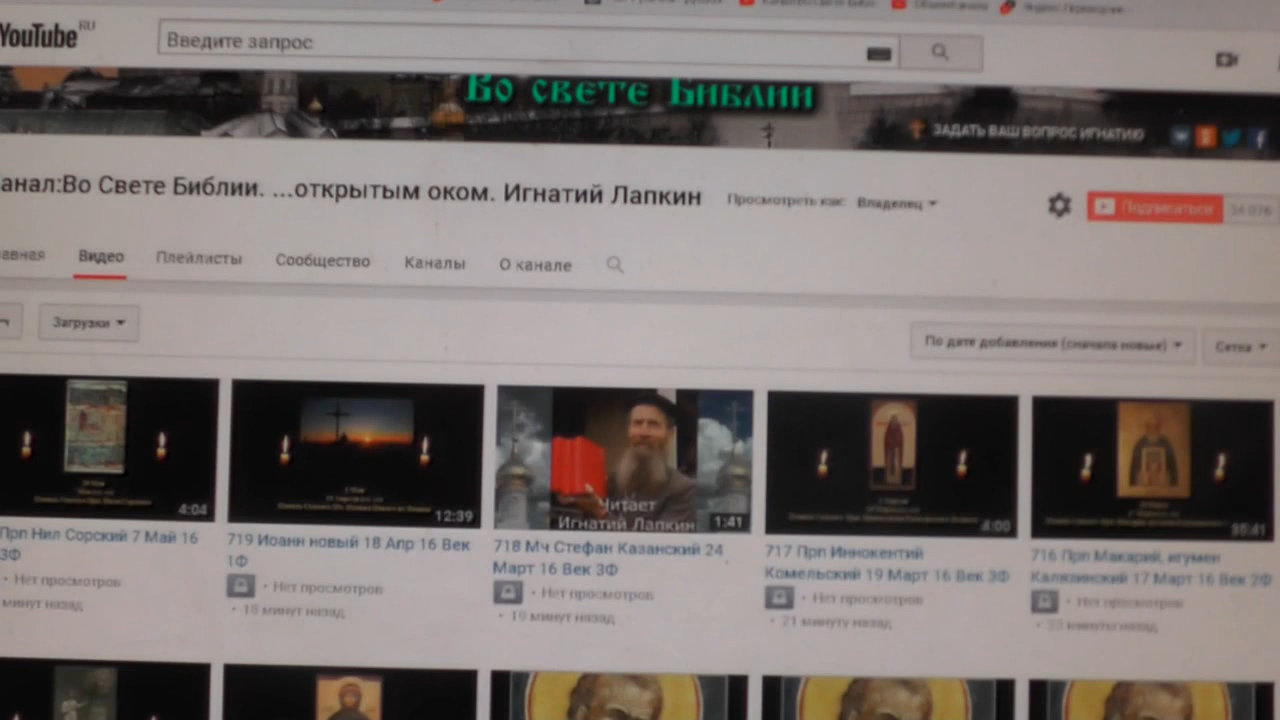 YouTube RU
Введите запрос
Во свете Библии
ЗАДАТЬ ВАШ ВОПРОС ИГНАТИЮ
анал:Во Свете Библии. ...открытым оком. Игнатий Лапкин
Просмотреть как: Владелец
Подписаться
авная Видео Плейлисты Сообщество Каналы О канале
Загрузки
По дате добавления (сначала новые)
Сетка
4:04
Прп Нил Сорский 7 Май 16
3Ф
• Нет просмотров
минут назад
12:39
719 Иоанн новый 18 Апр 16 Век
1Ф
• Нет просмотров
• 18 минут назад
Читает
Игнатий Лапкин
1:41
718 Мч Стефан Казанский 24
Март 16 Век 3Ф
• Нет просмотров
• 19 минут назад
4:00
717 Прп Иннокентий
Комельский 19 Март 16 Век 3Ф
• Нет просмотров
• 21 минуту назад
716 Прп Макарий, игумен
Калязинский 17 Март 16 Век 2Ф
• Нет просмотров
минуты назад